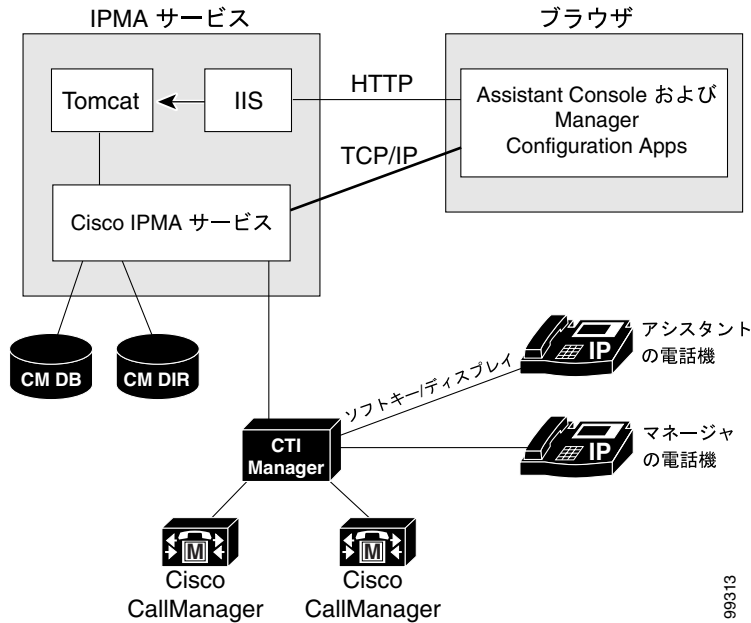 IPMA サービス
ブラウザ
Tomcat
IIS
HTTP
Assistant Console および
Manager
Configuration Apps
TCP/IP
Cisco IPMA サービス
CM DB
CM DIR
ソフトキー/ディスプレイ
IP
アシスタント
の電話機
CTI
Manager
IP
マネージャ
の電話機
M
M
Cisco
CallManager
Cisco
CallManager
99313